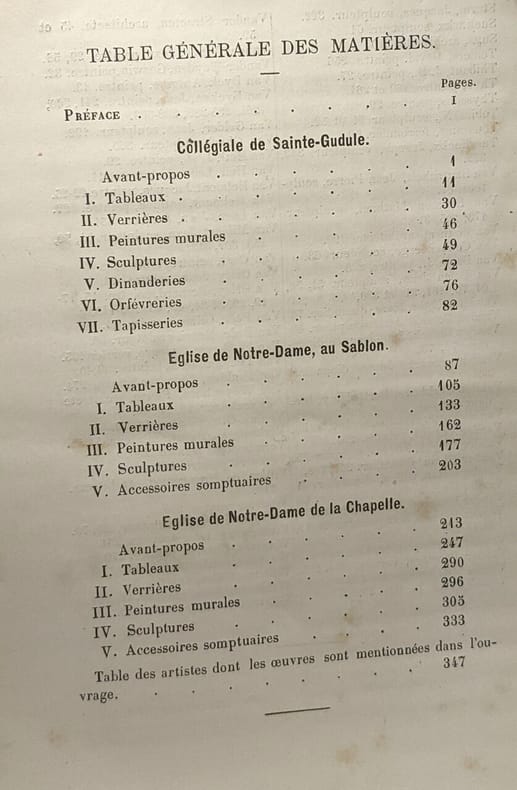 TABLE GÉNÉRALE DES MATIÈRES.
Pages.
PRÉFACE . . . . . . . . I
Collégiale de Sainte-Gudule.
Avant-propos . . . . . 1
I. Tableaux . . . . . . 11
II. Verrières . . . . . . 30
III. Peintures murales . . . . 46
IV. Sculptures . . . . . 49
V. Dinanderies . . . . . 72
VI. Orfévreries . . . . . 76
VII. Tapisseries . . . . . 82
Eglise de Notre-Dame, au Sablon.
Avant-propos . . . . . 87
I. Tableaux . . . . . 105
II. Verrières . . . . . 133
III. Peintures murales . . . . 162
IV. Sculptures . . . . . 177
V. Accessoires somptuaires . . . 203
Eglise de Notre-Dame de la Chapelle.
Avant-propos . . . . . 213
I. Tableaux . . . . . 247
II. Verrières . . . . . 290
III. Peintures murales . . . . 296
IV. Sculptures . . . . . 305
V. Accessoires somptuaires . . . 333
Table des artistes dont les œuvres sont mentionnées dans l'ou-
vrage. . . . . . . . 347